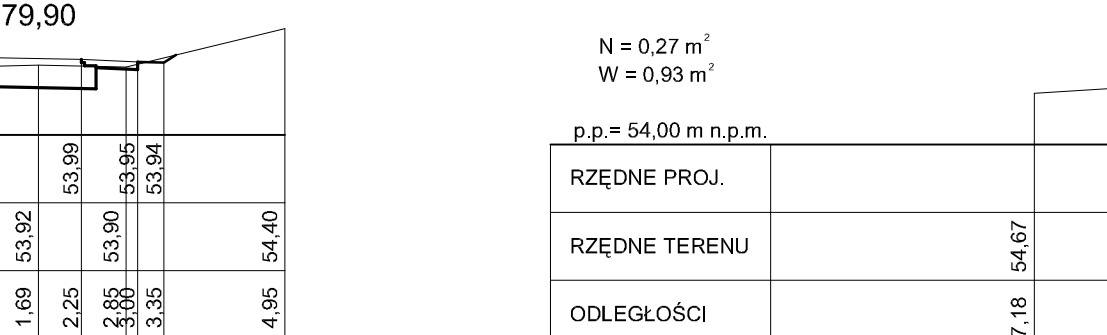 79,90
53,99
53,95
53,94
53,92
53,90
54,40
1,69
2,25
2,85
3,00
3,35
4,95
N = 0,27 m²
W = 0,93 m²
p.p.= 54,00 m n.p.m.
RZĘDNE PROJ.
RZĘDNE TERENU
54,67
ODLEGŁOŚCI
7,18